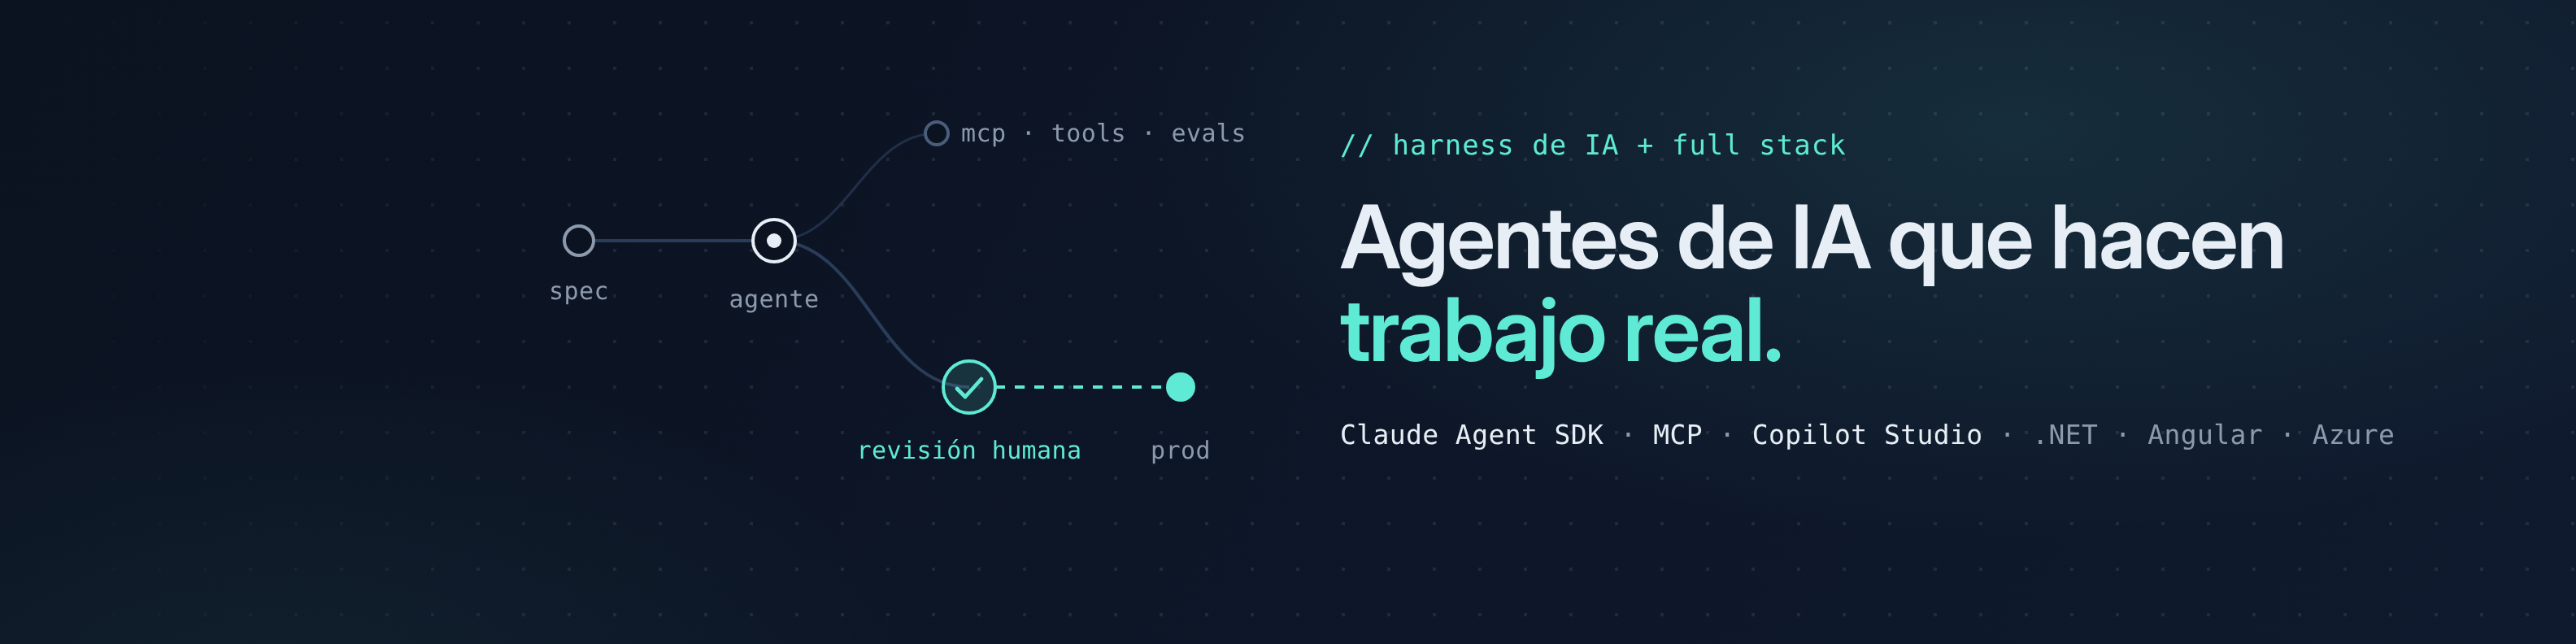 mcp · tools · evals
spec
agente
revisión humana
prod
// harness de IA + full stack
Agentes de IA que hacen
trabajo real.
Claude Agent SDK · MCP · Copilot Studio · .NET · Angular · Azure